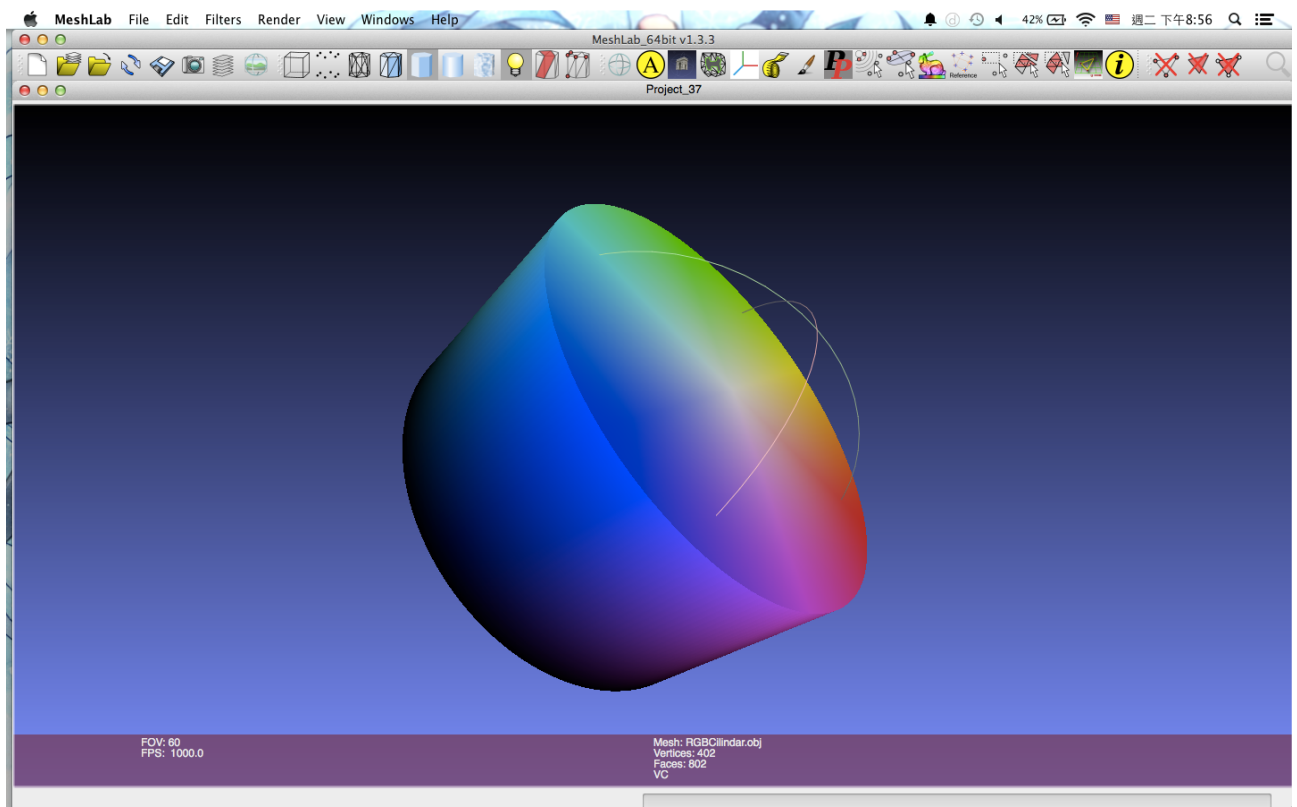 MeshLab File Edit Filters Render View Windows Help 42% 週二 下午8:56
MeshLab_64bit v1.3.3
A Pp Reference i
Project_37
FOV: 60
FPS: 1000.0
Mesh: RGBCilindar.obj
Vertices: 402
Faces: 802
VC